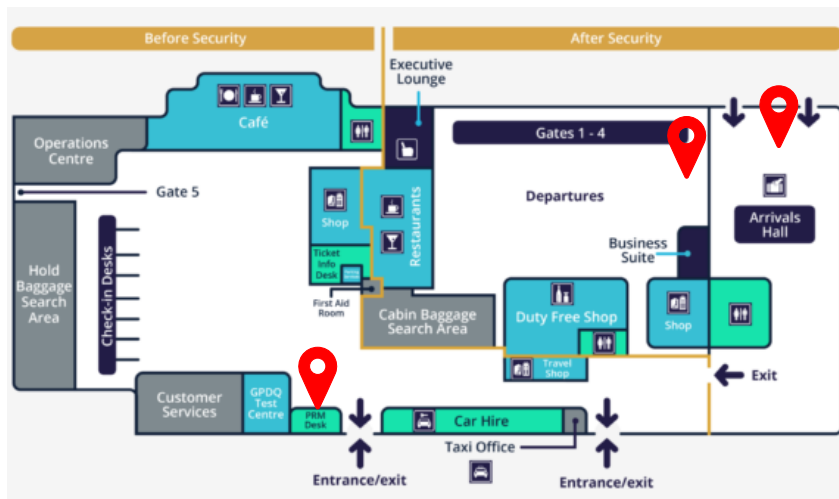 Before Security
After Security
Executive
Lounge
Café
Operations
Centre
Gates 1 - 4
Gate 5
Departures
Shop
Restaurants
Arrivals
Hall
Ticket
Info
Desk
Business
Suite
Hold
Baggage
Search
Area
Check-in Desks
First Aid
Room
Cabin Baggage
Search Area
Duty Free Shop
Shop
Travel
Shop
Exit
Customer
Services
GPDQ
Test
Centre
PRM
Desk
Car Hire
Taxi Office
Entrance/exit
Entrance/exit